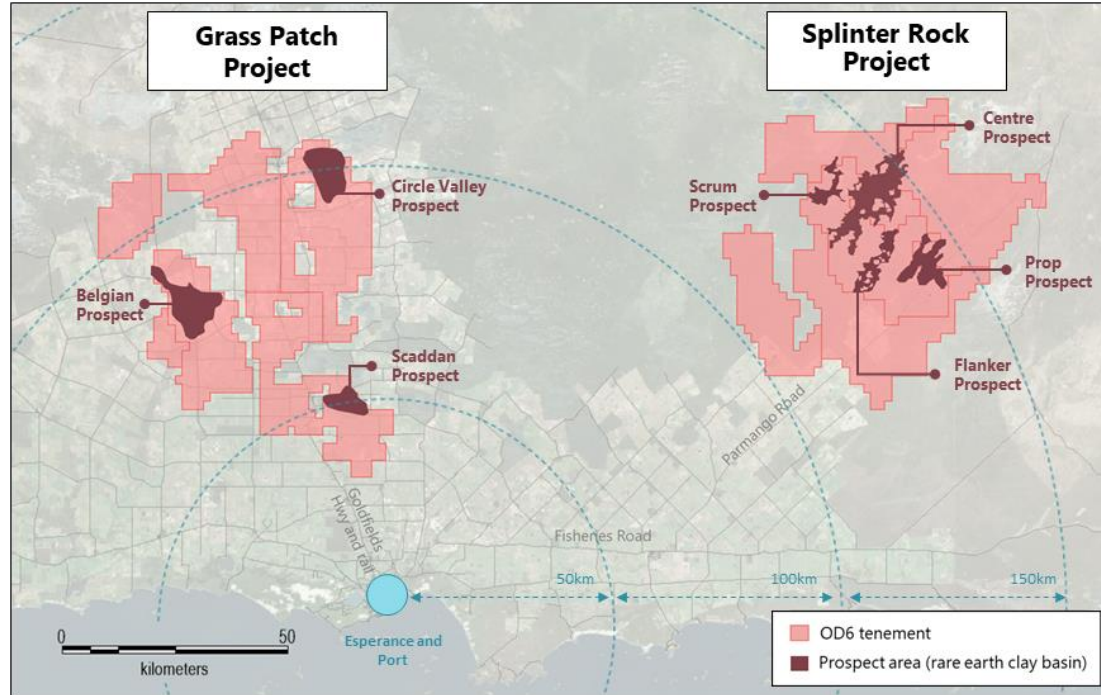 Grass Patch
Project
Splinter Rock
Project
Centre
Prospect
Circle Valley
Prospect
Scrum
Prospect
Belgian
Prospect
Prop
Prospect
Scaddan
Prospect
Flanker
Prospect
Parmango Road
Goldfields
Hwy and rail
Fisheries Road
50km
100km
150km
Esperance and
Port
0 50
kilometers
OD6 tenement
Prospect area (rare earth clay basin)